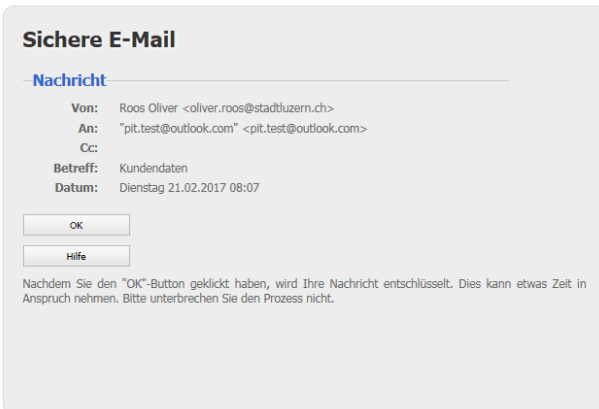 Sichere E-Mail
Nachricht
Von: Roos Oliver <oliver.roos@stadtluzern.ch>
An: "pit.test@outlook.com" <pit.test@outlook.com>
Cc:
Betreff: Kundendaten
Datum: Dienstag 21.02.2017 08:07
OK
Hilfe
Nachdem Sie den "OK"-Button geklickt haben, wird Ihre Nachricht entschlüsselt. Dies kann etwas Zeit in
Anspruch nehmen. Bitte unterbrechen Sie den Prozess nicht.